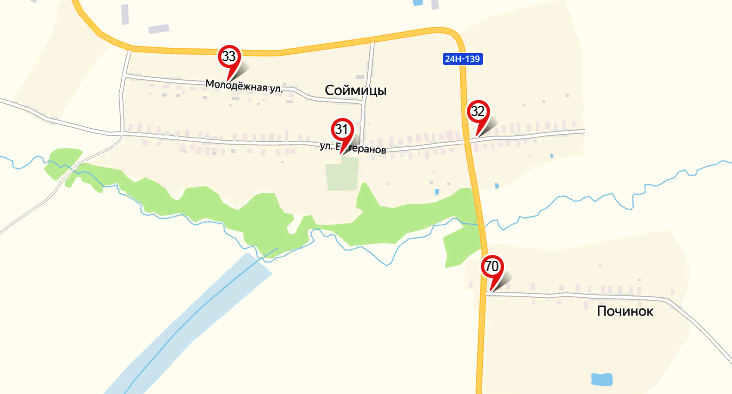 33
24Н-139
Молодёжная ул.
Соймицы
32
31
ул. Ветеранов
70
Починок